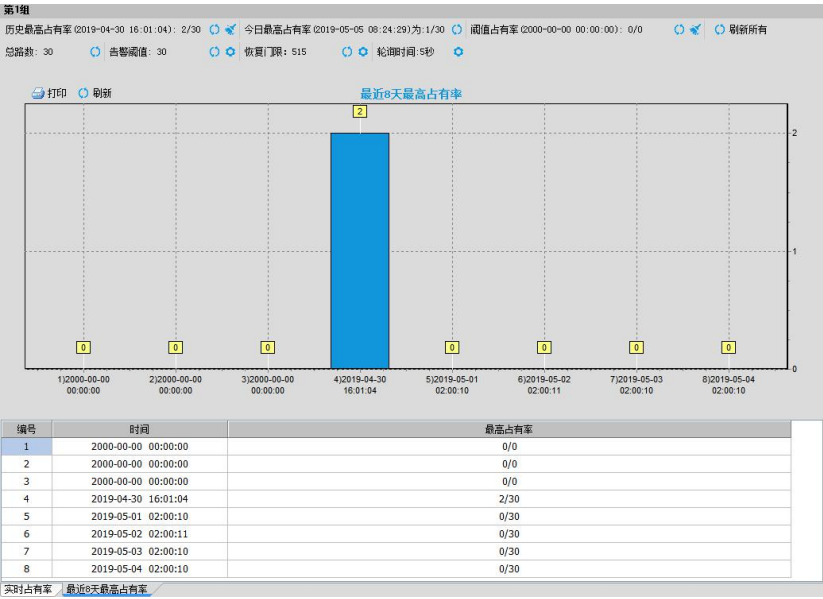 第1组
历史最高占有率(2019-04-30 16:01:04): 2/30 今日最高占有率(2019-05-05 08:24:29)为:1/30 阈值占有率(2000-00-00 00:00:00): 0/0 刷新所有
总路数: 30 告警阈值: 30 恢复门限: 515 轮询时间:5秒
打印 刷新 最近8天最高占有率
2
2
1
0 0 0 0 0 0 0
0
1)2000-00-00 2)2000-00-00 3)2000-00-00 4)2019-04-30 5)2019-05-01 6)2019-05-02 7)2019-05-03 8)2019-05-04
00:00:00 00:00:00 00:00:00 16:01:04 02:00:10 02:00:11 02:00:10 02:00:10
编号 时间 最高占有率
1 2000-00-00 00:00:00 0/0
2 2000-00-00 00:00:00 0/0
3 2000-00-00 00:00:00 0/0
4 2019-04-30 16:01:04 2/30
5 2019-05-01 02:00:10 0/30
6 2019-05-02 02:00:11 0/30
7 2019-05-03 02:00:10 0/30
8 2019-05-04 02:00:10 0/30
实时占有率 最近8天最高占有率